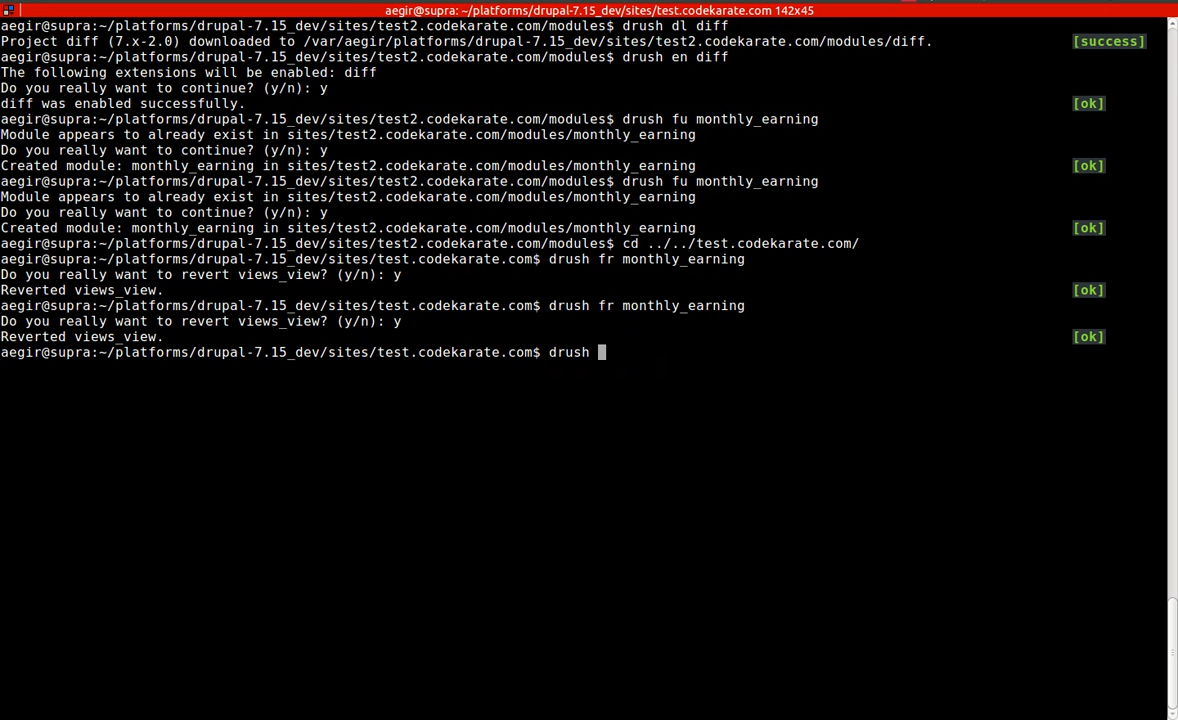 aegir@supra: ~/platforms/drupal-7.15_dev/sites/test.codekarate.com 142x45
aegir@supra:~/platforms/drupal-7.15_dev/sites/test2.codekarate.com/modules$ drush dl diff
Project diff (7.x-2.0) downloaded to /var/aegir/platforms/drupal-7.15_dev/sites/test2.codekarate.com/modules/diff. [success]
aegir@supra:~/platforms/drupal-7.15_dev/sites/test2.codekarate.com/modules$ drush en diff
The following extensions will be enabled: diff
Do you really want to continue? (y/n): y
diff was enabled successfully. [ok]
aegir@supra:~/platforms/drupal-7.15_dev/sites/test2.codekarate.com/modules$ drush fu monthly_earning
Module appears to already exist in sites/test2.codekarate.com/modules/monthly_earning
Do you really want to continue? (y/n): y
Created module: monthly_earning in sites/test2.codekarate.com/modules/monthly_earning [ok]
aegir@supra:~/platforms/drupal-7.15_dev/sites/test2.codekarate.com/modules$ drush fu monthly_earning
Module appears to already exist in sites/test2.codekarate.com/modules/monthly_earning
Do you really want to continue? (y/n): y
Created module: monthly_earning in sites/test2.codekarate.com/modules/monthly_earning [ok]
aegir@supra:~/platforms/drupal-7.15_dev/sites/test2.codekarate.com/modules$ cd ../../test.codekarate.com/
aegir@supra:~/platforms/drupal-7.15_dev/sites/test.codekarate.com$ drush fr monthly_earning
Do you really want to revert views_view? (y/n): y
Reverted views_view. [ok]
aegir@supra:~/platforms/drupal-7.15_dev/sites/test.codekarate.com$ drush fr monthly_earning
Do you really want to revert views_view? (y/n): y
Reverted views_view. [ok]
aegir@supra:~/platforms/drupal-7.15_dev/sites/test.codekarate.com$ drush